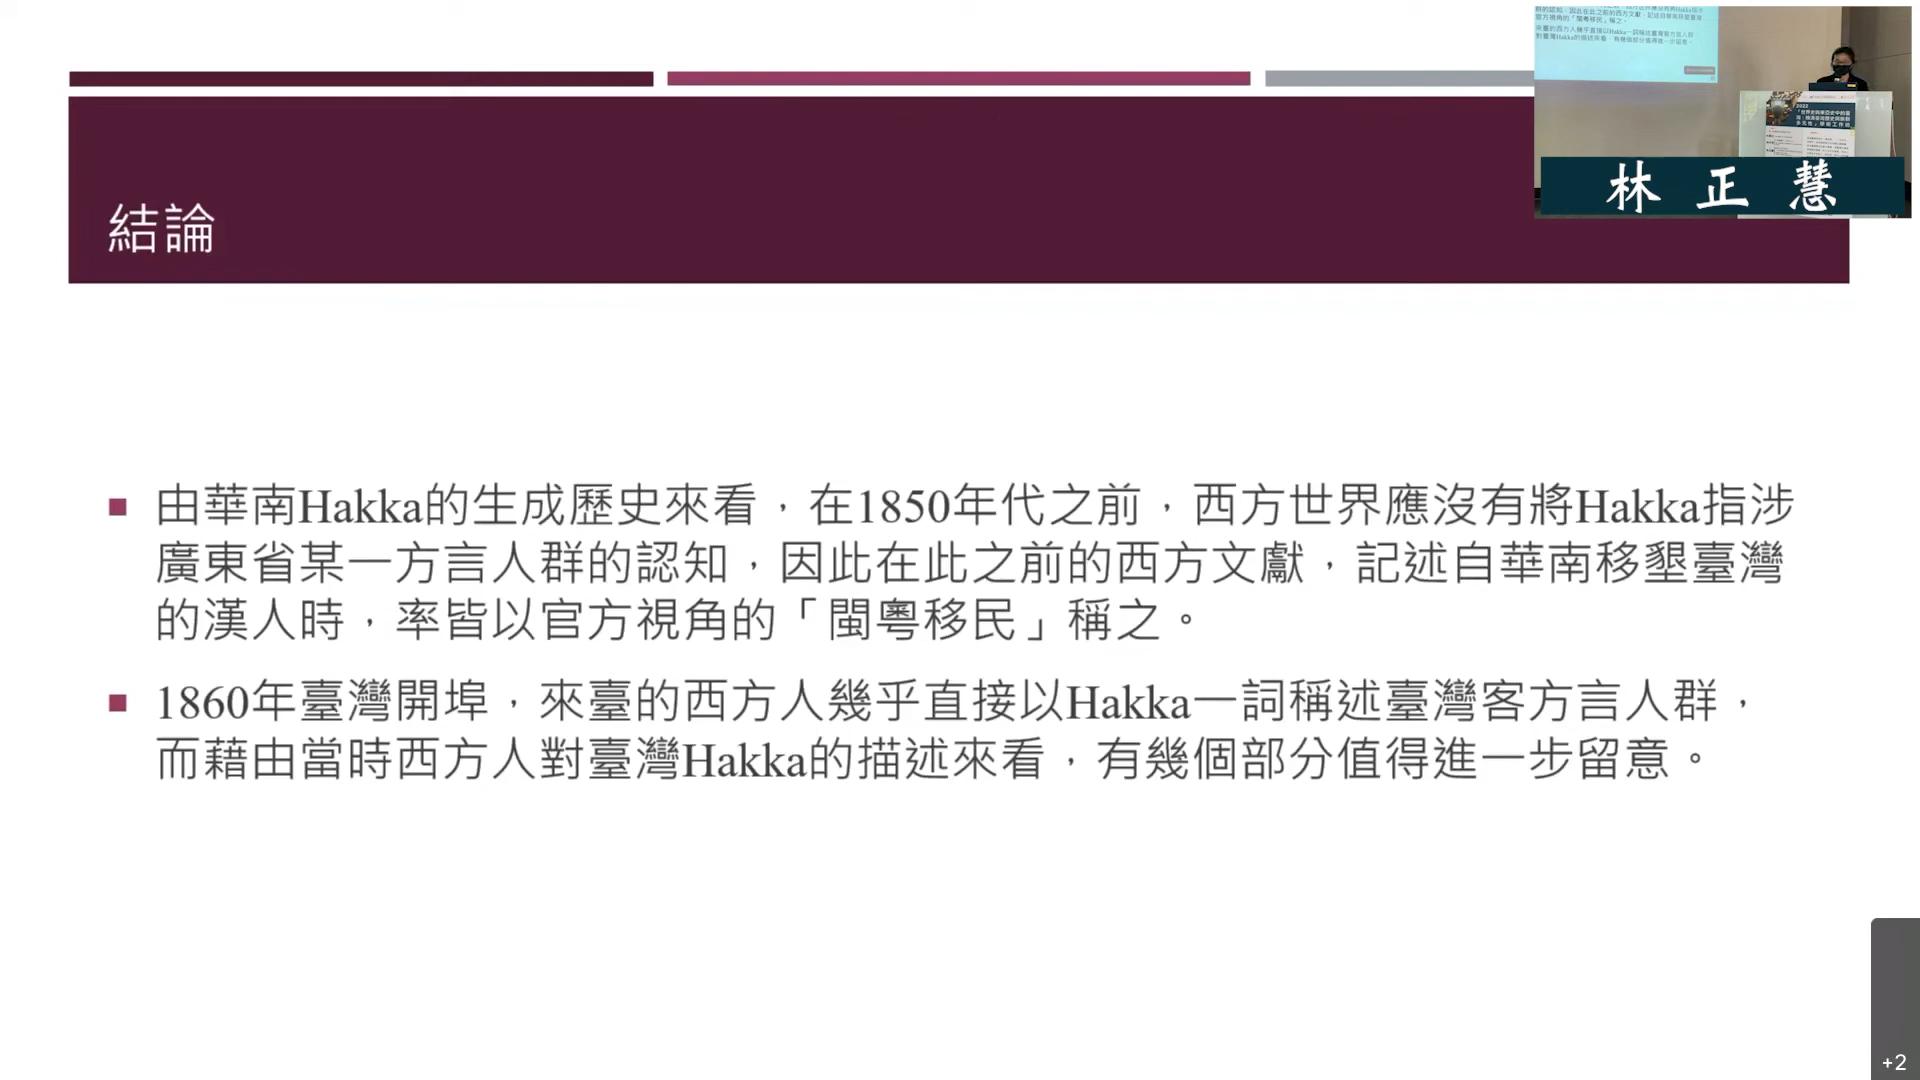 林正慧
結論
由華南Hakka的生成歷史來看，在1850年代之前，西方世界應沒有將Hakka指涉
廣東省某一方言人群的認知，因此在此之前的西方文獻，記述自華南移墾臺灣
的漢人時，率皆以官方視角的「閩粵移民」稱之。
1860年臺灣開埠，來臺的西方人幾乎直接以Hakka一詞稱述臺灣客方言人群，
而藉由當時西方人對臺灣Hakka的描述來看，有幾個部分值得進一步留意。
+2